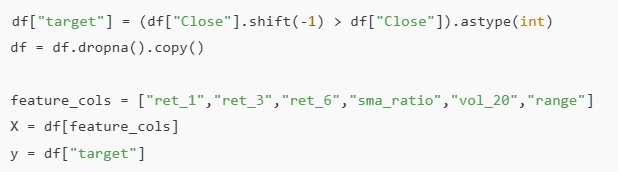 df["target"] = (df["Close"].shift(-1) > df["Close"]).astype(int)
df = df.dropna().copy()
feature_cols = ["ret_1","ret_3","ret_6","sma_ratio","vol_20","range"]
X = df[feature_cols]
y = df["target"]